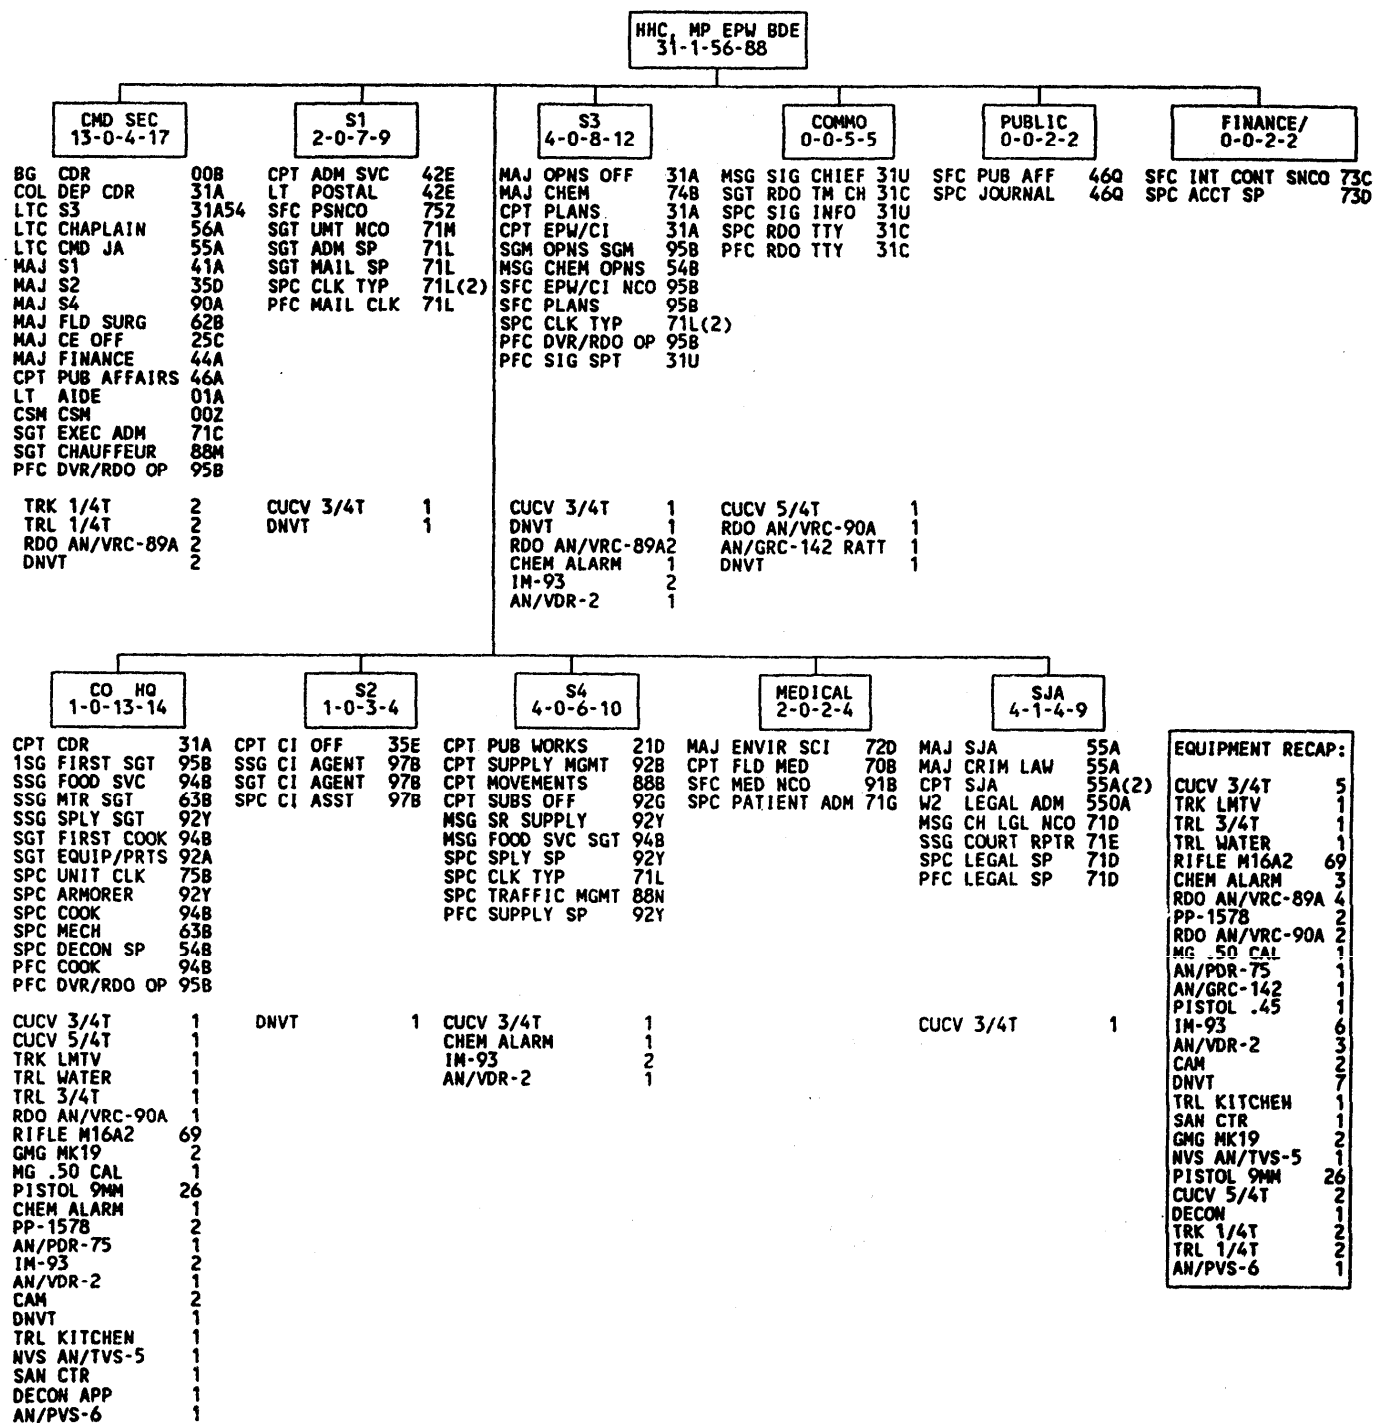 HHC, MP EPW BDE
31-1-56-88
CMD SEC
13-0-4-17
BG CDR 00B
COL DEP CDR 31A
LTC S3 31A54
LTC CHAPLAIN 56A
LTC CMD JA 55A
MAJ S1 41A
MAJ S2 35D
MAJ S4 90A
MAJ FLD SURG 62B
MAJ CE OFF 25C
MAJ FINANCE 44A
CPT PUB AFFAIRS 46A
LT AIDE 01A
CSM CSM 00Z
SGT EXEC ADM 71C
SGT CHAUFFEUR 88M
PFC DVR/RDO OP 95B
TRK 1/4T 2
TRL 1/4T 2
RDO AN/VRC-89A 2
DNVT 2
S1
2-0-7-9
CPT ADM SVC 42E
LT POSTAL 42E
SFC PSNCO 75Z
SGT UMT NCO 71M
SGT ADM SP 71L
SGT MAIL SP 71L
SPC CLK TYP 71L(2)
PFC MAIL CLK 71L
CUCV 3/4T 1
DNVT 1
S3
4-0-8-12
MAJ OPNS OFF 31A
MAJ CHEM 74B
CPT PLANS 31A
CPT EPW/CI 31A
SGM OPNS SGM 95B
MSG CHEM OPNS 54B
SFC EPW/CI NCO 95B
SFC PLANS 95B
SPC CLK TYP 71L(2)
PFC DVR/RDO OP 95B
PFC SIG SPT 31U
CUCV 3/4T 1
DNVT 1
RDO AN/VRC-89A2
CHEM ALARM 1
IM-93 2
AN/VDR-2 1
COMMO
0-0-5-5
MSG SIG CHIEF 31U
SGT RDO TM CH 31C
SPC SIG INFO 31U
SPC RDO TTY 31C
PFC RDO TTY 31C
CUCV 5/4T 1
RDO AN/VRC-90A 1
AN/GRC-142 RATT 1
DNVT 1
PUBLIC
0-0-2-2
SFC PUB AFF 46Q
SPC JOURNAL 46Q
FINANCE/
0-0-2-2
SFC INT CONT SNCO 73C
SPC ACCT SP 73D
CO HQ
1-0-13-14
CPT CDR 31A
1SG FIRST SGT 95B
SSG FOOD SVC 94B
SSG MTR SGT 63B
SSG SPLY SGT 92Y
SGT FIRST COOK 94B
SGT EQUIP/PRTS 92A
SPC UNIT CLK 75B
SPC ARMORER 92Y
SPC COOK 94B
SPC MECH 63B
SPC DECON SP 54B
PFC COOK 94B
PFC DVR/RDO OP 95B
CUCV 3/4T 1
CUCV 5/4T 1
TRK LMTV 1
TRL WATER 1
TRL 3/4T 1
RDO AN/VRC-90A 1
RIFLE M16A2 69
GMG MK19 2
MG .50 CAL 1
PISTOL 9MM 26
CHEM ALARM 1
PP-1578 2
AN/PDR-75 1
IM-93 2
AN/VDR-2 1
CAM 2
DNVT 1
TRL KITCHEN 1
NVS AN/TVS-5 1
SAN CTR 1
DECON APP 1
AN/PVS-6 1
S2
1-0-3-4
CPT CI OFF 35E
SSG CI AGENT 97B
SGT CI AGENT 97B
SPC CI ASST 97B
DNVT 1
S4
4-0-6-10
CPT PUB WORKS 21D
CPT SUPPLY MGMT 92B
CPT MOVEMENTS 88B
CPT SUBS OFF 92G
MSG SR SUPPLY 92Y
MSG FOOD SVC SGT 94B
SPC SPLY SP 92Y
SPC CLK TYP 71L
SPC TRAFFIC MGMT 88N
PFC SUPPLY SP 92Y
CUCV 3/4T 1
CHEM ALARM 1
IM-93 2
AN/VDR-2 1
MEDICAL
2-0-2-4
MAJ ENVIR SCI 72D
CPT FLD MED 70B
SFC MED NCO 91B
SPC PATIENT ADM 71G
SJA
4-1-4-9
MAJ SJA 55A
MAJ CRIM LAW 55A
CPT SJA 55A(2)
W2 LEGAL ADM 550A
MSG CH LGL NCO 71D
SSG COURT RPTR 71E
SPC LEGAL SP 71D
PFC LEGAL SP 71D
CUCV 3/4T 1
EQUIPMENT RECAP:
CUCV 3/4T 5
TRK LMTV 1
TRL 3/4T 1
TRL WATER 1
RIFLE M16A2 69
CHEM ALARM 3
RDO AN/VRC-89A 4
PP-1578 2
RDO AN/VRC-90A 2
MG .50 CAL 1
AN/PDR-75 1
AN/GRC-142 1
PISTOL .45 1
IM-93 6
AN/VDR-2 3
CAM 2
DNVT 7
TRL KITCHEN 1
SAN CTR 1
GMG MK19 2
NVS AN/TVS-5 1
PISTOL 9MM 26
CUCV 5/4T 2
DECON 1
TRK 1/4T 2
TRL 1/4T 2
AN/PVS-6 1